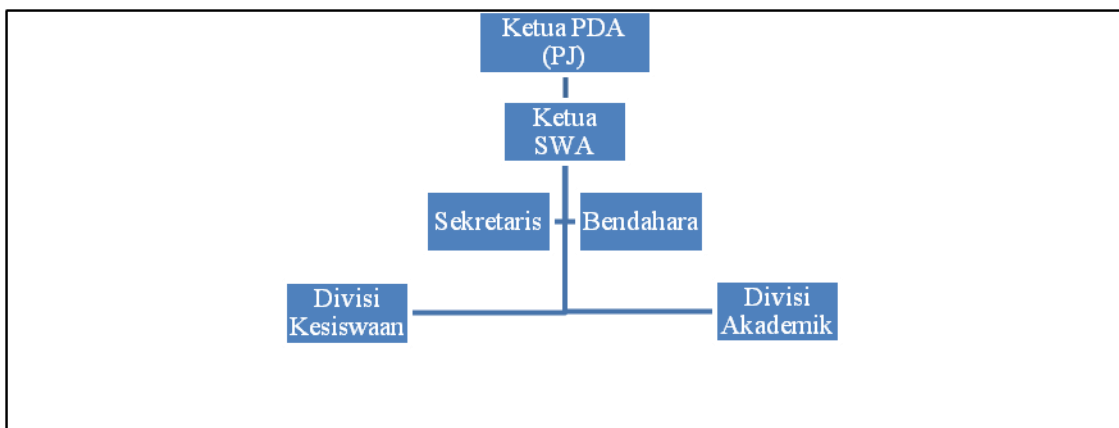 Ketua PDA
(PJ)
Ketua
SWA
Sekretaris
Bendahara
Divisi
Kesiswaan
Divisi
Akademik